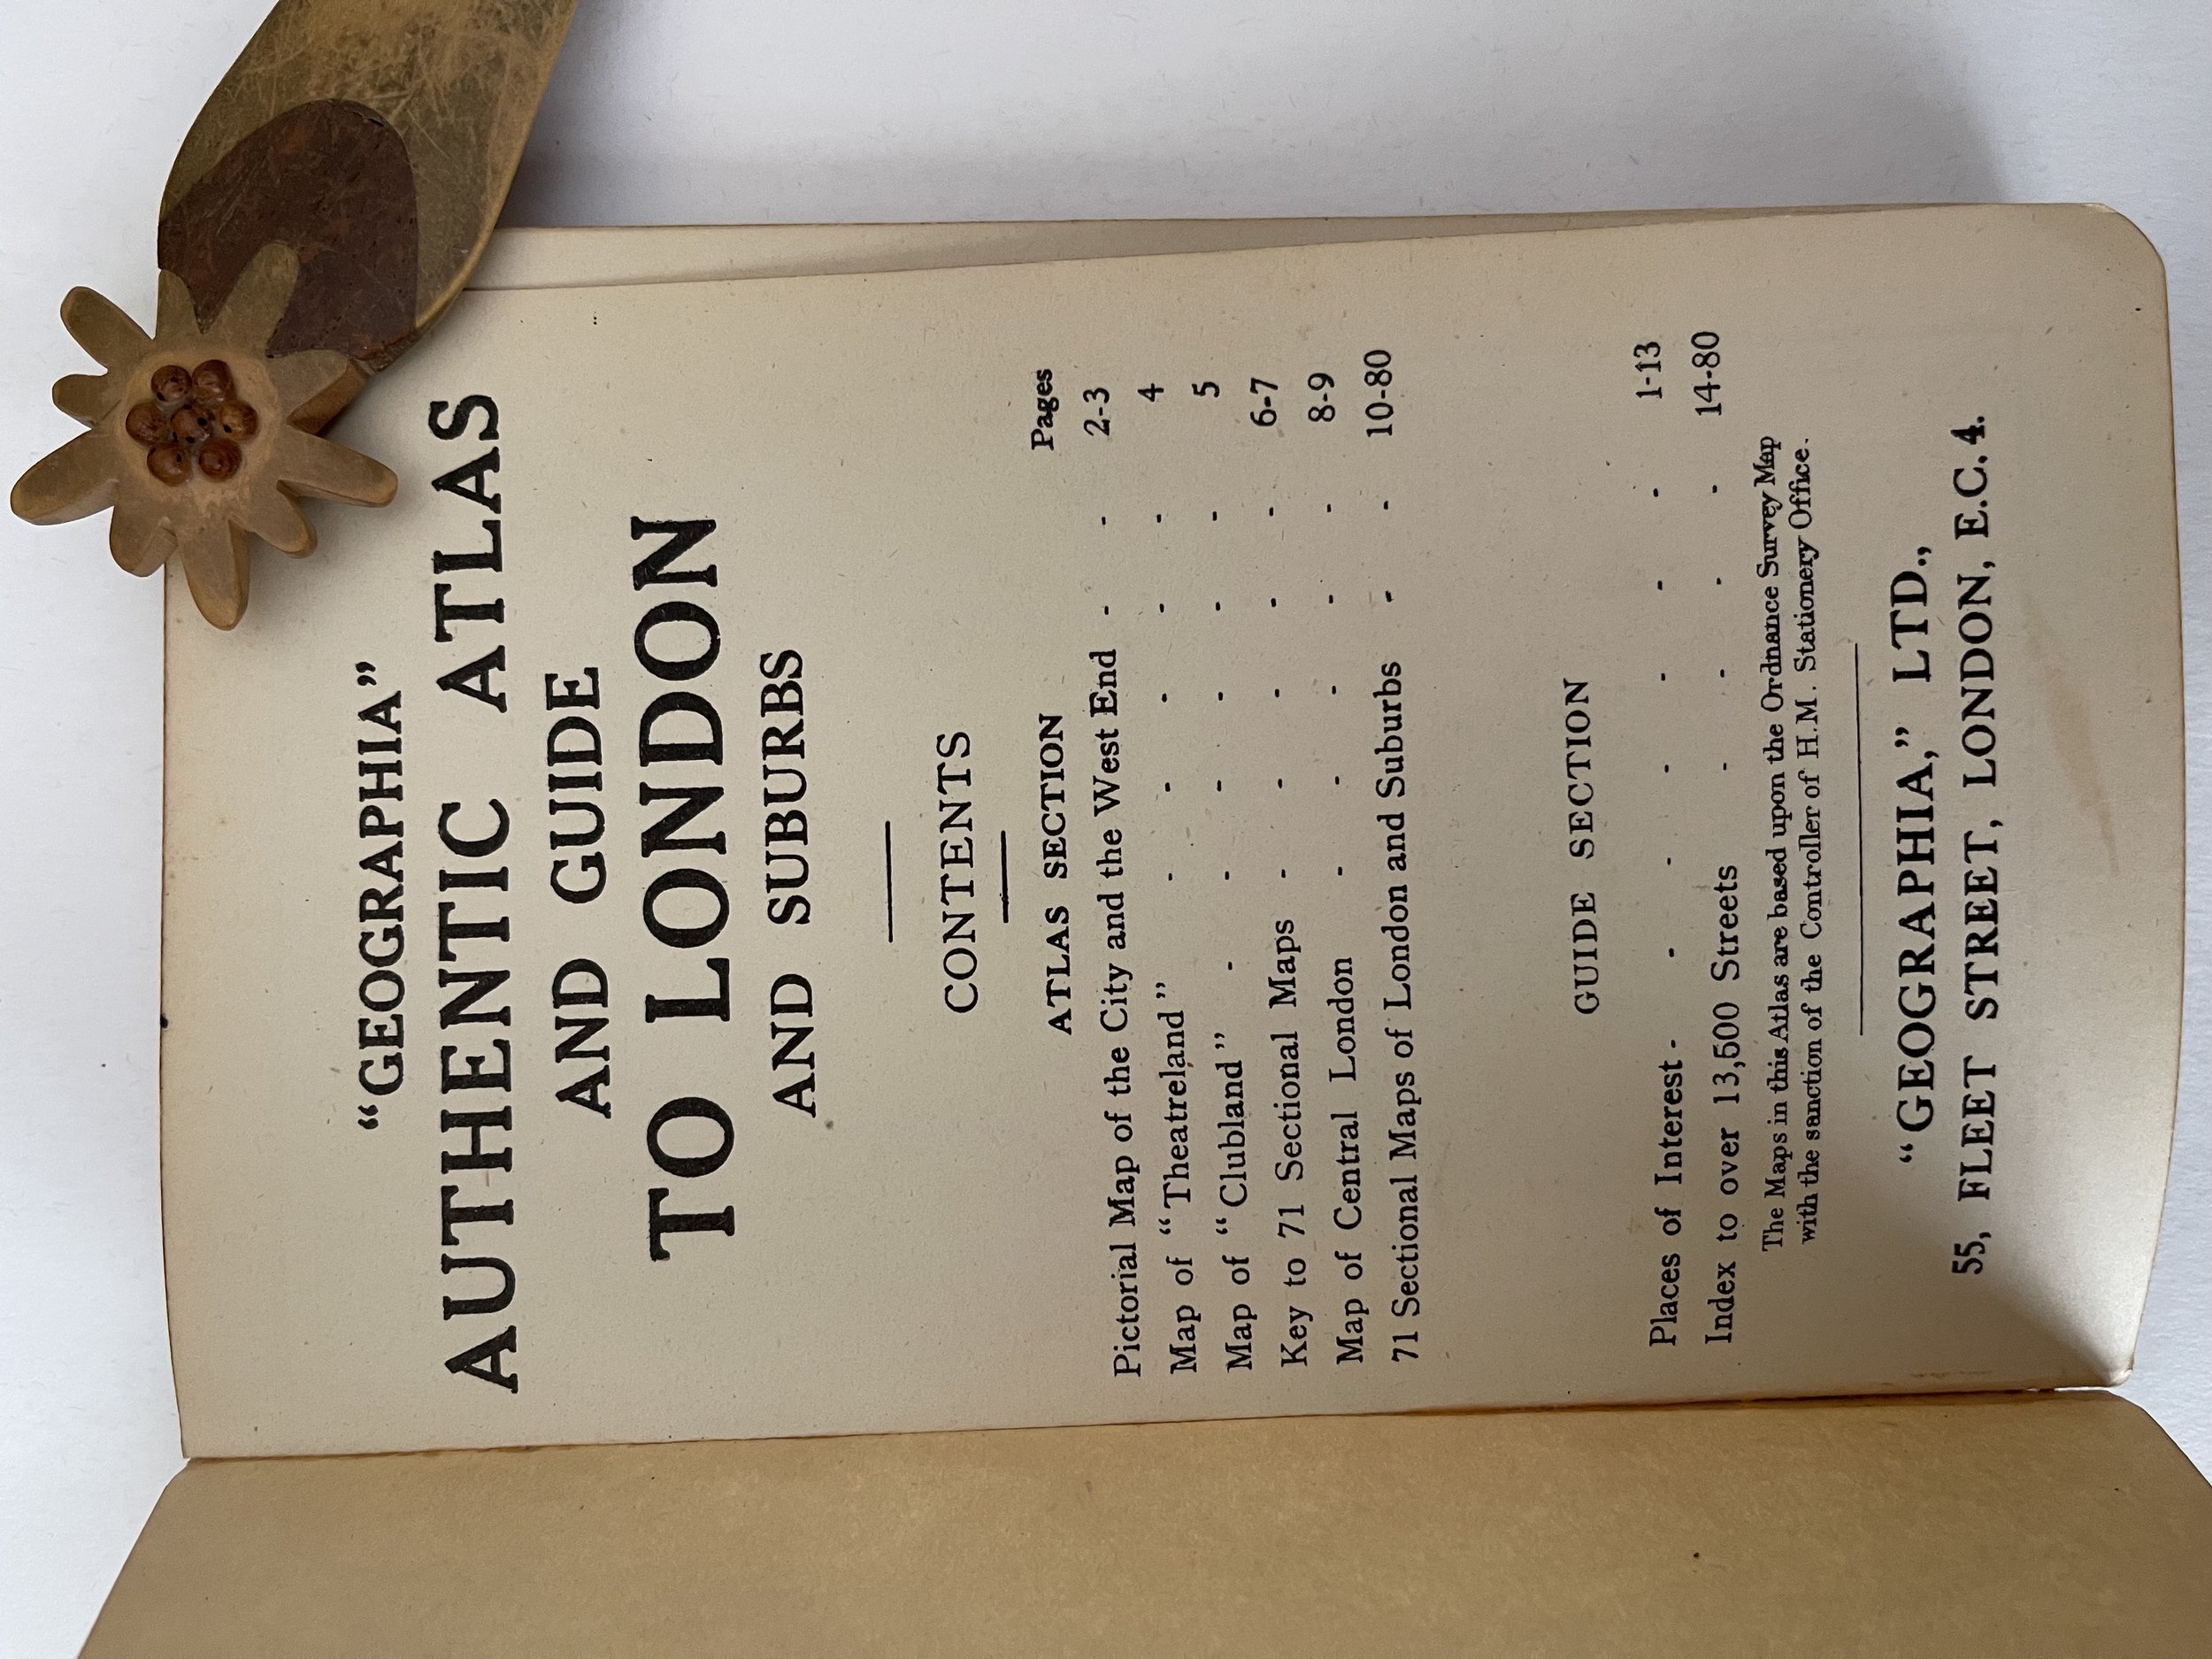 “GEOGRAPHIA”
AUTHENTIC ATLAS
AND GUIDE
TO LONDON
AND SUBURBS
CONTENTS
ATLAS SECTION
Pages
Pictorial Map of the City and the West End - - 2-3
Map of “Theatreland” - - - - - 4
Map of “Clubland” - - - - - - 5
Key to 71 Sectional Maps - - - - - 6-7
Map of Central London - - - - - 8-9
71 Sectional Maps of London and Suburbs - - 10-80
GUIDE SECTION
Places of Interest - - - - - - - 1-13
Index to over 13,500 Streets - - - - 14-80
The Maps in this Atlas are based upon the Ordnance Survey Map
with the sanction of the Controller of H.M. Stationery Office.
“GEOGRAPHIA,” LTD.,
55, FLEET STREET, LONDON, E.C.4.